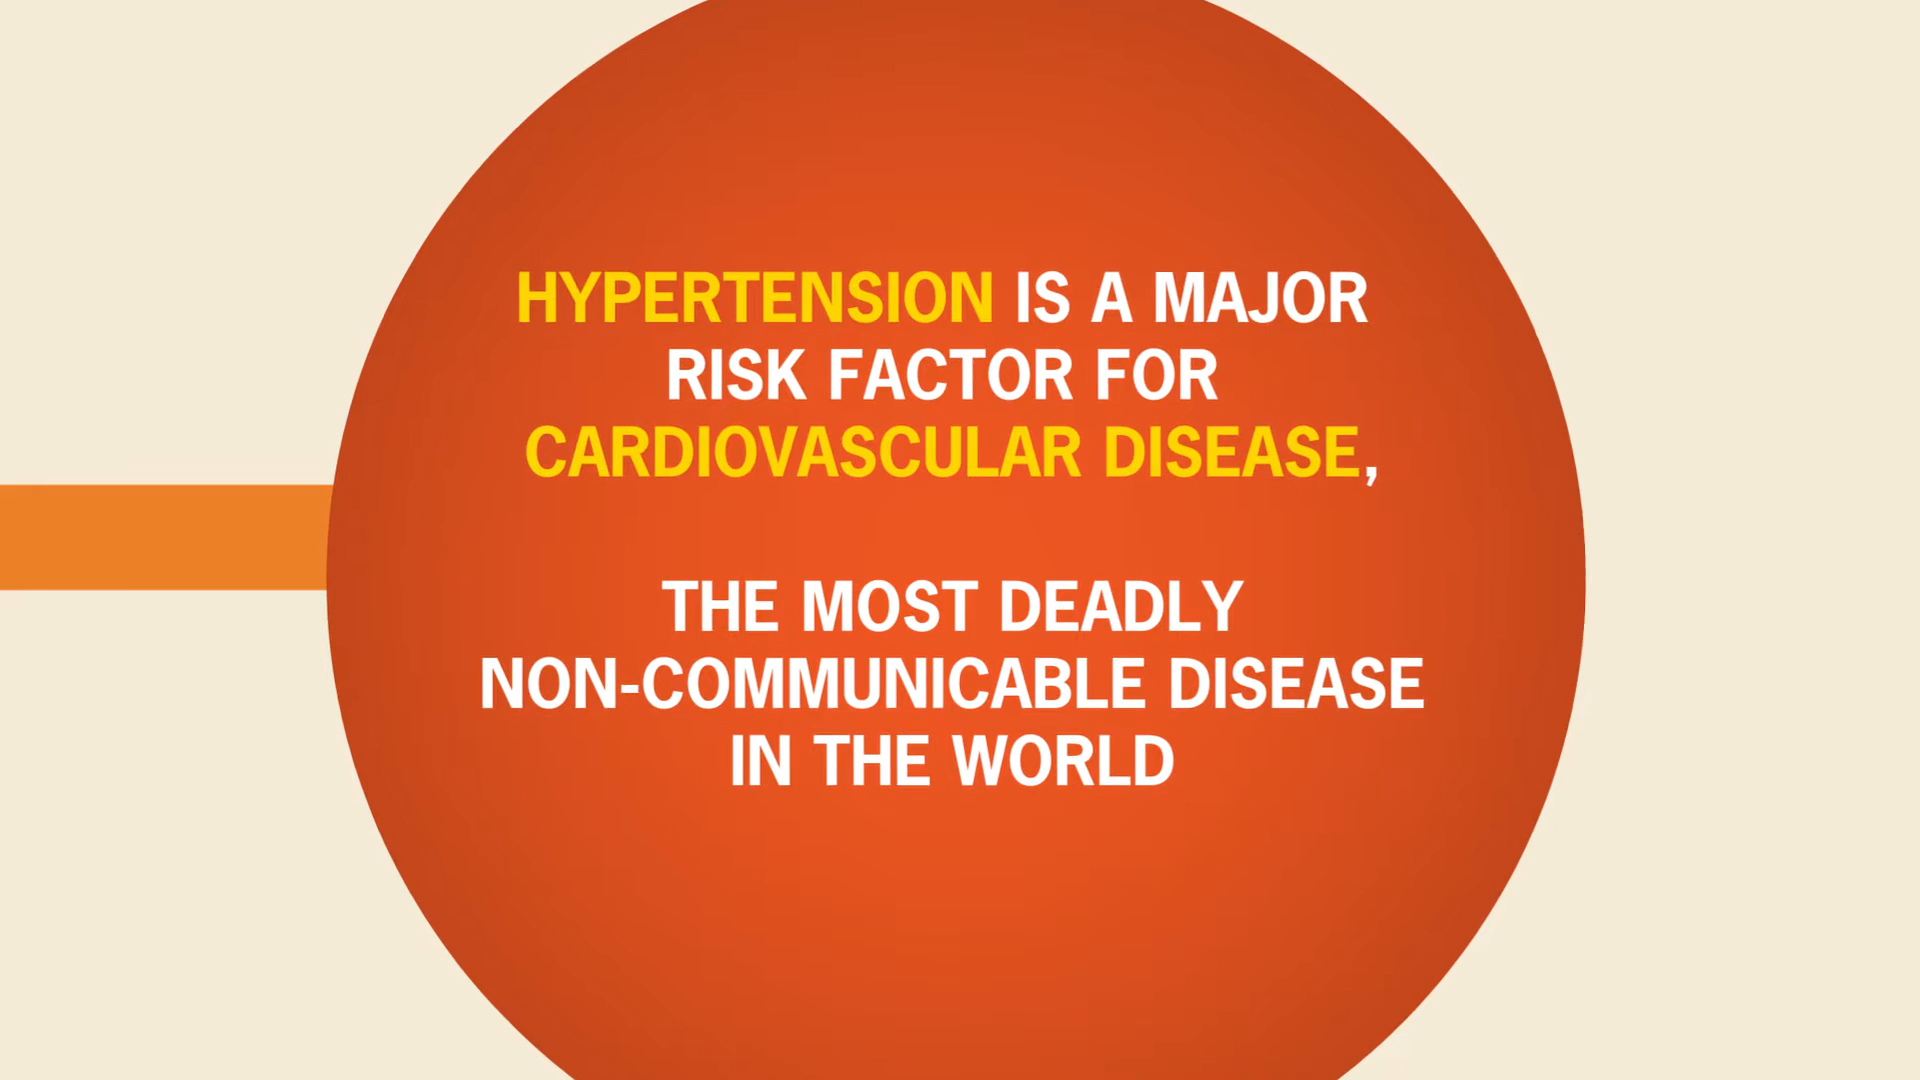 HYPERTENSION IS A MAJOR
RISK FACTOR FOR
CARDIOVASCULAR DISEASE,
THE MOST DEADLY
NON-COMMUNICABLE DISEASE
IN THE WORLD